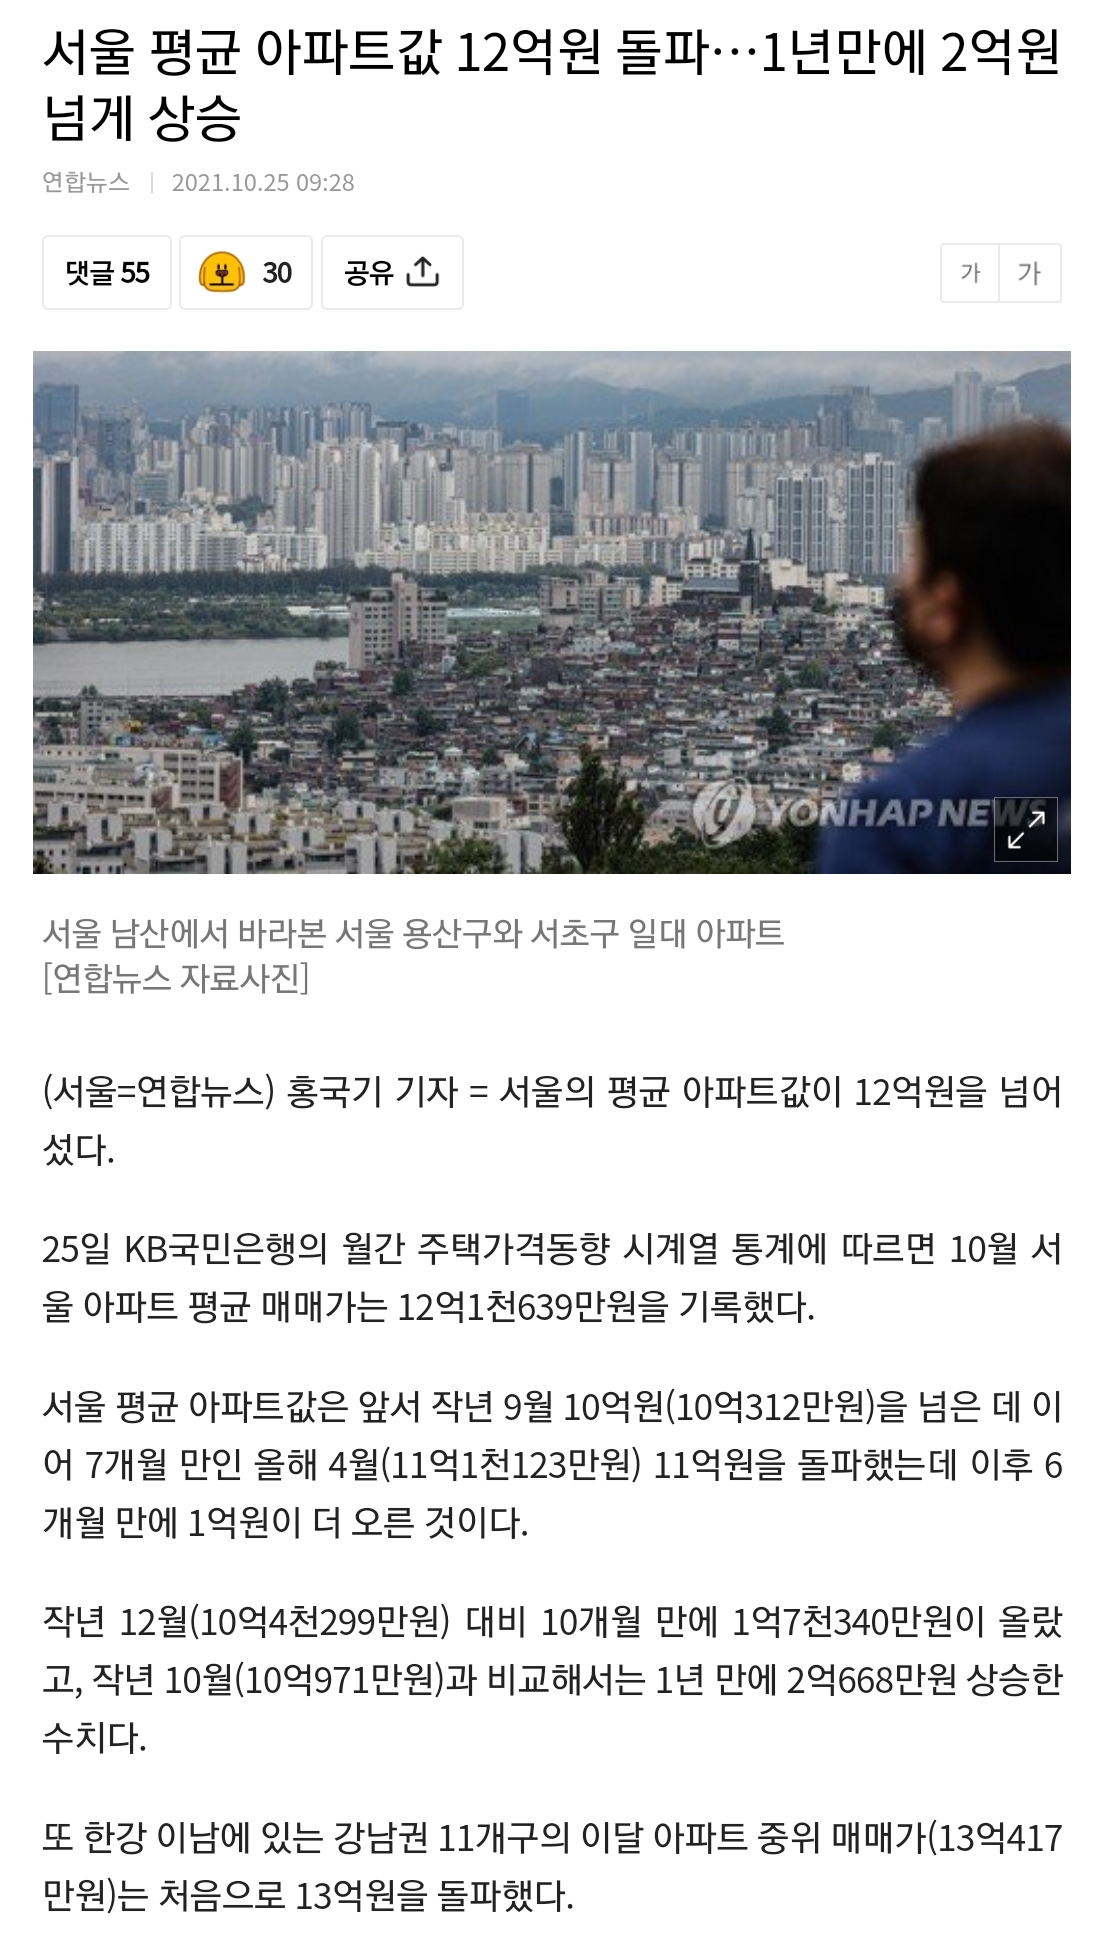 서울 평균 아파트값 12억원 돌파…1년만에 2억원
넘게 상승
연합뉴스 2021.10.25 09:28
댓글 55 30 공유 가 가
YONHAP NEWS
서울 남산에서 바라본 서울 용산구와 서초구 일대 아파트
[연합뉴스 자료사진]
(서울=연합뉴스) 홍국기 기자 = 서울의 평균 아파트값이 12억원을 넘어
섰다.
25일 KB국민은행의 월간 주택가격동향 시계열 통계에 따르면 10월 서
울 아파트 평균 매매가는 12억1천639만원을 기록했다.
서울 평균 아파트값은 앞서 작년 9월 10억원(10억312만원)을 넘은 데 이
어 7개월 만인 올해 4월(11억1천123만원) 11억원을 돌파했는데 이후 6
개월 만에 1억원이 더 오른 것이다.
작년 12월(10억4천299만원) 대비 10개월 만에 1억7천340만원이 올랐
고, 작년 10월(10억971만원)과 비교해서는 1년 만에 2억668만원 상승한
수치다.
또 한강 이남에 있는 강남권 11개구의 이달 아파트 중위 매매가(13억417
만원)는 처음으로 13억원을 돌파했다.